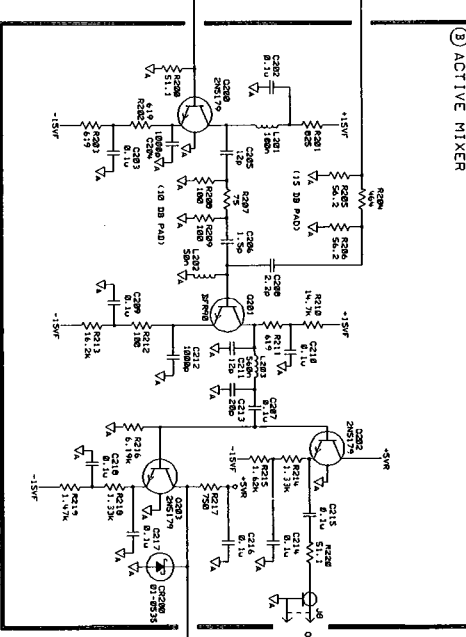 (B) ACTIVE MIXER
+15VF
R201
825
L201
100n
C202
0.1u
Q200
2N5179
R200
51.1
R202
619
C204
1000p
R203
619
C203
0.1u
-15VF
C205
12p
R207
75
R208
100
R209
100
(10 DB PAD)
C206
1.5p
L202
50n
R204
464
R205
56.2
R206
56.2
(15 DB PAD)
C208
2.2p
Q201
BFR90
+15VF
R210
14.7k
C210
0.1u
R211
619
L203
560n
C211
12p
C213
20p
C207
0.1u
C212
1000p
R212
100
C209
0.1u
R213
16.2k
-15VF
+5VR
Q202
2N5179
R214
1.33k
R215
1.62k
-15VF
C215
0.1u
R220
51.1
J8
C214
0.1u
+5VR
C216
0.1u
R217
750
R216
6.19k
Q203
2N5179
C217
0.1u
CR200
01-0535
R218
1.33k
C218
0.1u
R219
1.47k
-15VF